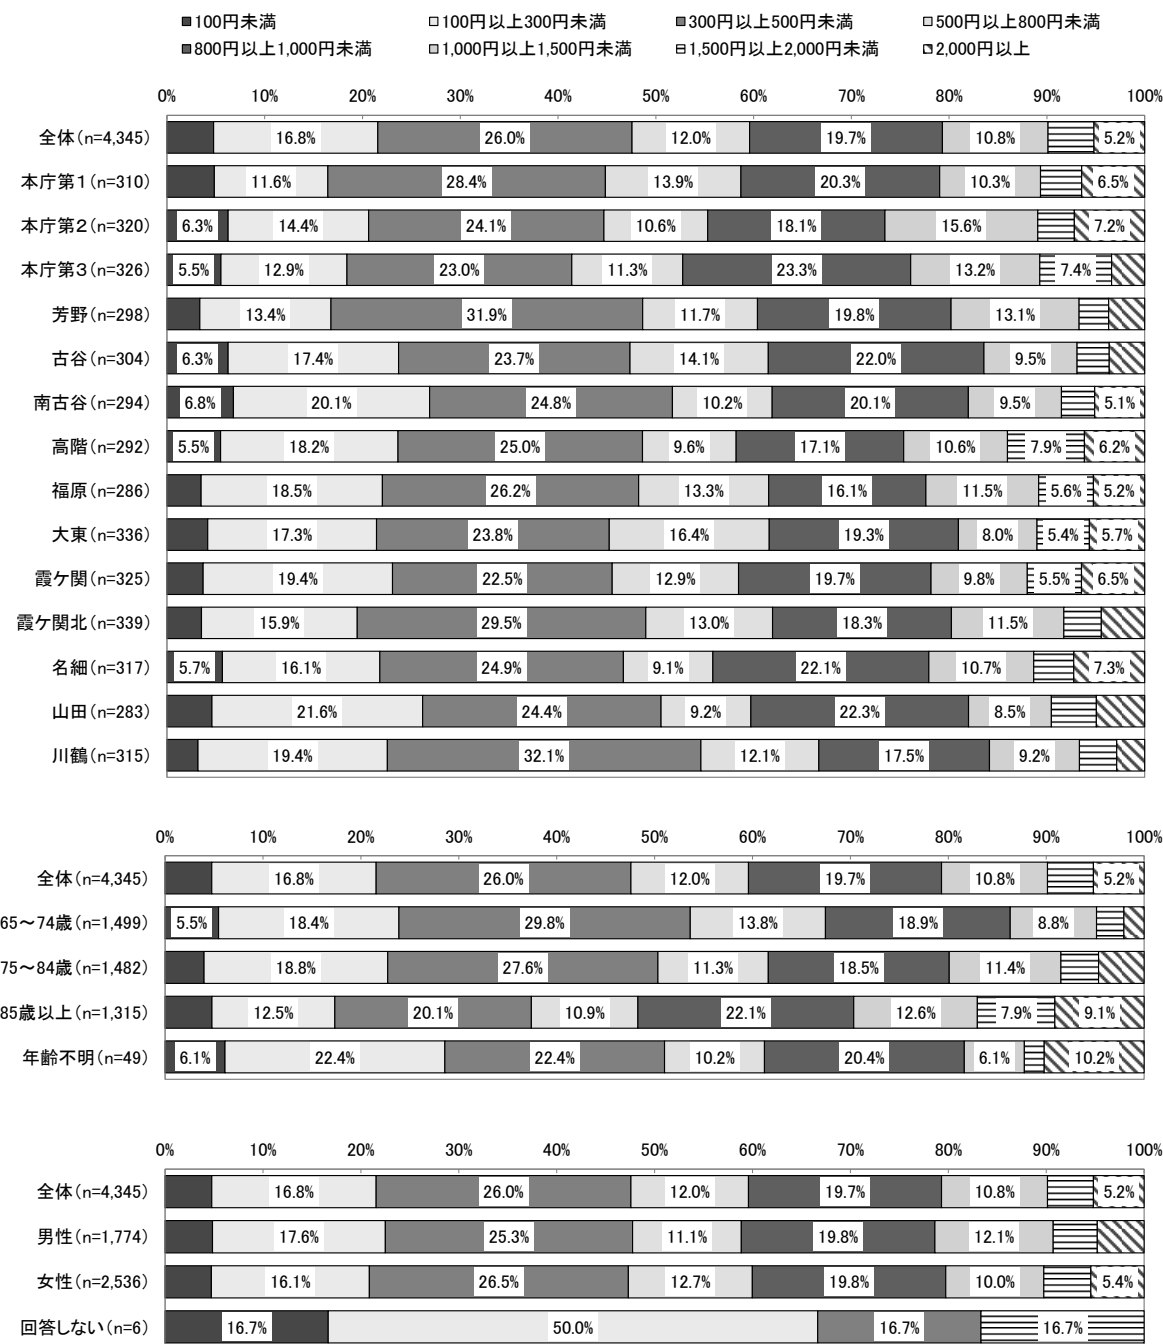 ■100円未満 □100円以上300円未満 ■300円以上500円未満 □500円以上800円未満
■800円以上1,000円未満 □1,000円以上1,500円未満 1,500円以上2,000円未満 2,000円以上
0% 10% 20% 30% 40% 50% 60% 70% 80% 90% 100%
全体(n=4,345) 16.8% 26.0% 12.0% 19.7% 10.8% 5.2%
本庁第1(n=310) 11.6% 28.4% 13.9% 20.3% 10.3% 6.5%
本庁第2(n=320) 6.3% 14.4% 24.1% 10.6% 18.1% 15.6% 7.2%
本庁第3(n=326) 5.5% 12.9% 23.0% 11.3% 23.3% 13.2% 7.4%
芳野(n=298) 13.4% 31.9% 11.7% 19.8% 13.1%
古谷(n=304) 6.3% 17.4% 23.7% 14.1% 22.0% 9.5%
南古谷(n=294) 6.8% 20.1% 24.8% 10.2% 20.1% 9.5% 5.1%
高階(n=292) 5.5% 18.2% 25.0% 9.6% 17.1% 10.6% 7.9% 6.2%
福原(n=286) 18.5% 26.2% 13.3% 16.1% 11.5% 5.6% 5.2%
大東(n=336) 17.3% 23.8% 16.4% 19.3% 8.0% 5.4% 5.7%
霞ケ関(n=325) 19.4% 22.5% 12.9% 19.7% 9.8% 5.5% 6.5%
霞ケ関北(n=339) 15.9% 29.5% 13.0% 18.3% 11.5%
名細(n=317) 5.7% 16.1% 24.9% 9.1% 22.1% 10.7% 7.3%
山田(n=283) 21.6% 24.4% 9.2% 22.3% 8.5%
川鶴(n=315) 19.4% 32.1% 12.1% 17.5% 9.2%
0% 10% 20% 30% 40% 50% 60% 70% 80% 90% 100%
全体(n=4,345) 16.8% 26.0% 12.0% 19.7% 10.8% 5.2%
65～74歳(n=1,499) 5.5% 18.4% 29.8% 13.8% 18.9% 8.8%
75～84歳(n=1,482) 18.8% 27.6% 11.3% 18.5% 11.4%
85歳以上(n=1,315) 12.5% 20.1% 10.9% 22.1% 12.6% 7.9% 9.1%
年齢不明(n=49) 6.1% 22.4% 22.4% 10.2% 20.4% 6.1% 10.2%
0% 10% 20% 30% 40% 50% 60% 70% 80% 90% 100%
全体(n=4,345) 16.8% 26.0% 12.0% 19.7% 10.8% 5.2%
男性(n=1,774) 17.6% 25.3% 11.1% 19.8% 12.1%
女性(n=2,536) 16.1% 26.5% 12.7% 19.8% 10.0% 5.4%
回答しない(n=6) 16.7% 50.0% 16.7% 16.7%